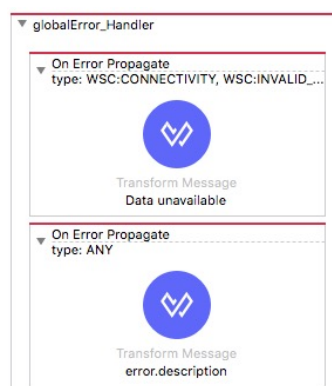 globalError_Handler
On Error Propagate
type: WSC:CONNECTIVITY, WSC:INVALID_...
Transform Message
Data unavailable
On Error Propagate
type: ANY
Transform Message
error.description